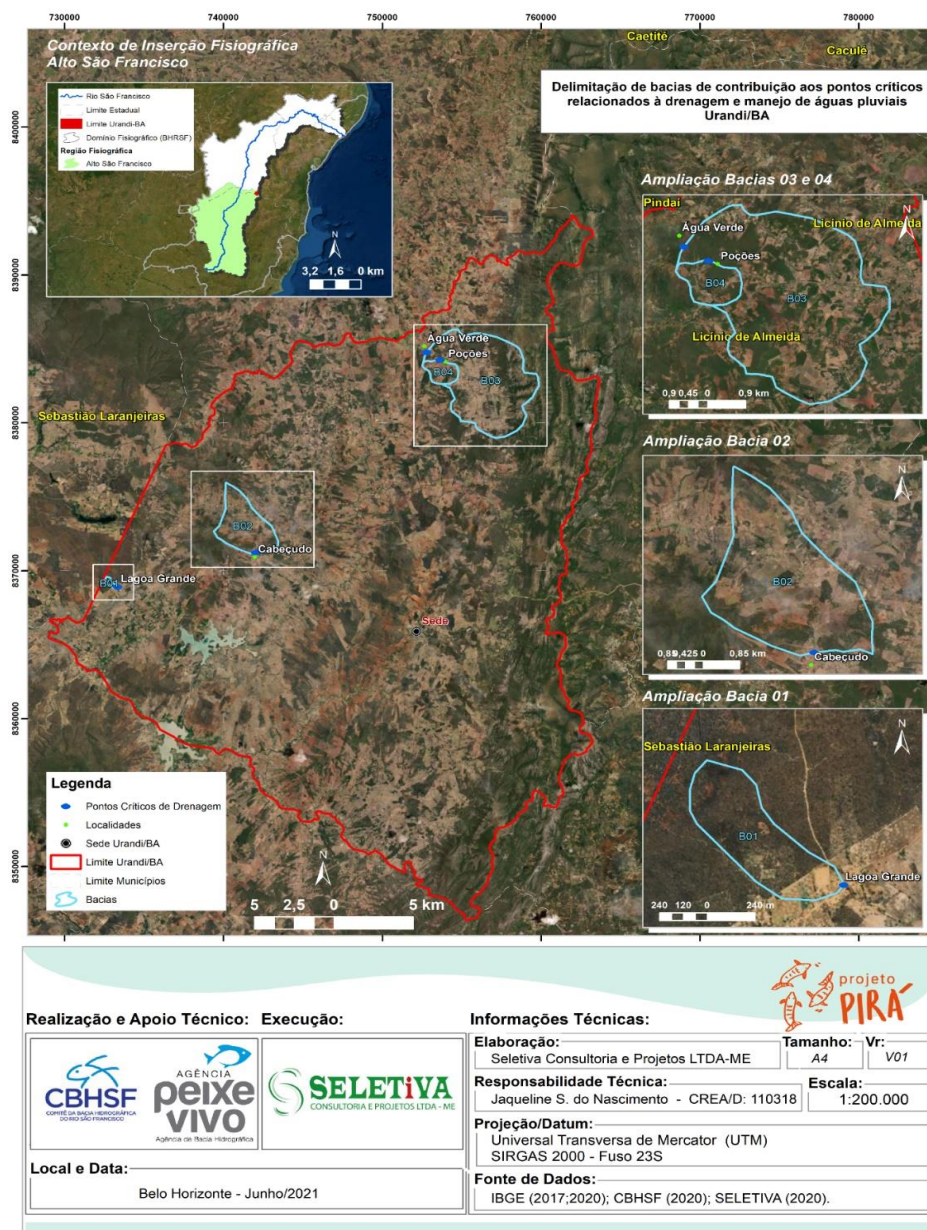 730000
740000
750000
760000
770000
780000
Contexto de Inserção Fisiográfica
Alto São Francisco
Rio São Francisco
Limite Estadual
Limite Urandi-BA
Domínio Fisiográfico (BHRSF)
Região Fisiográfica
Alto São Francisco
N
3,2 1,6 0 km
Caetité
Caculé
Delimitação de bacias de contribuição aos pontos críticos
relacionados à drenagem e manejo de águas pluviais
Urandi/BA
8400000
8390000
8380000
8370000
8360000
8350000
Sebastião Laranjeiras
Água Verde
Poções
B04
B03
B02
Cabeçudo
B01
Lagoa Grande
Sede
Ampliação Bacias 03 e 04
Pindaí
Licínio de Almeida
N
Água Verde
Poções
B04
B03
Licínio de Almeida
0,9 0,45 0 0,9 km
Ampliação Bacia 02
N
B02
Cabeçudo
0,85 0,425 0 0,85 km
Ampliação Bacia 01
N
Sebastião Laranjeiras
B01
Lagoa Grande
240 120 0 240 m
Legenda
Pontos Críticos de Drenagem
Localidades
Sede Urandi/BA
Limite Urandi/BA
Limite Municípios
Bacias
N
5 2,5 0 5 km
projeto
PIRÁ
Realização e Apoio Técnico:
Execução:
CBHSF
COMITÊ DA BACIA HIDROGRÁFICA
DO RIO SÃO FRANCISCO
AGÊNCIA
peixe
vivo
Agência de Bacia Hidrográfica
SELETiVA
CONSULTORIA E PROJETOS LTDA - ME
Local e Data:
Belo Horizonte - Junho/2021
Informações Técnicas:
Elaboração:
Seletiva Consultoria e Projetos LTDA-ME
Tamanho:
A4
Vr:
V01
Responsabilidade Técnica:
Jaqueline S. do Nascimento - CREA/D: 110318
Escala:
1:200.000
Projeção/Datum:
Universal Transversa de Mercator (UTM)
SIRGAS 2000 - Fuso 23S
Fonte de Dados:
IBGE (2017;2020); CBHSF (2020); SELETIVA (2020).